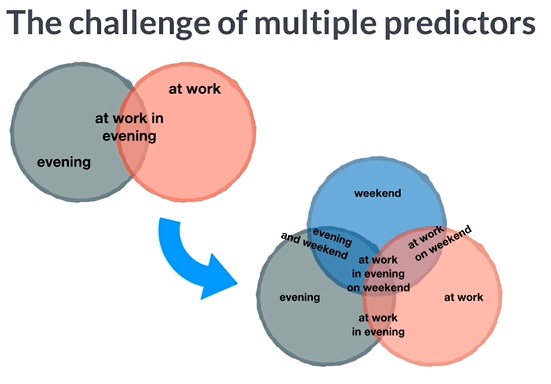 The challenge of multiple predictors
at work
at work in
evening
evening
weekend
evening
and weekend
at work
on weekend
at work
in evening
on weekend
evening
at work
at work
in evening